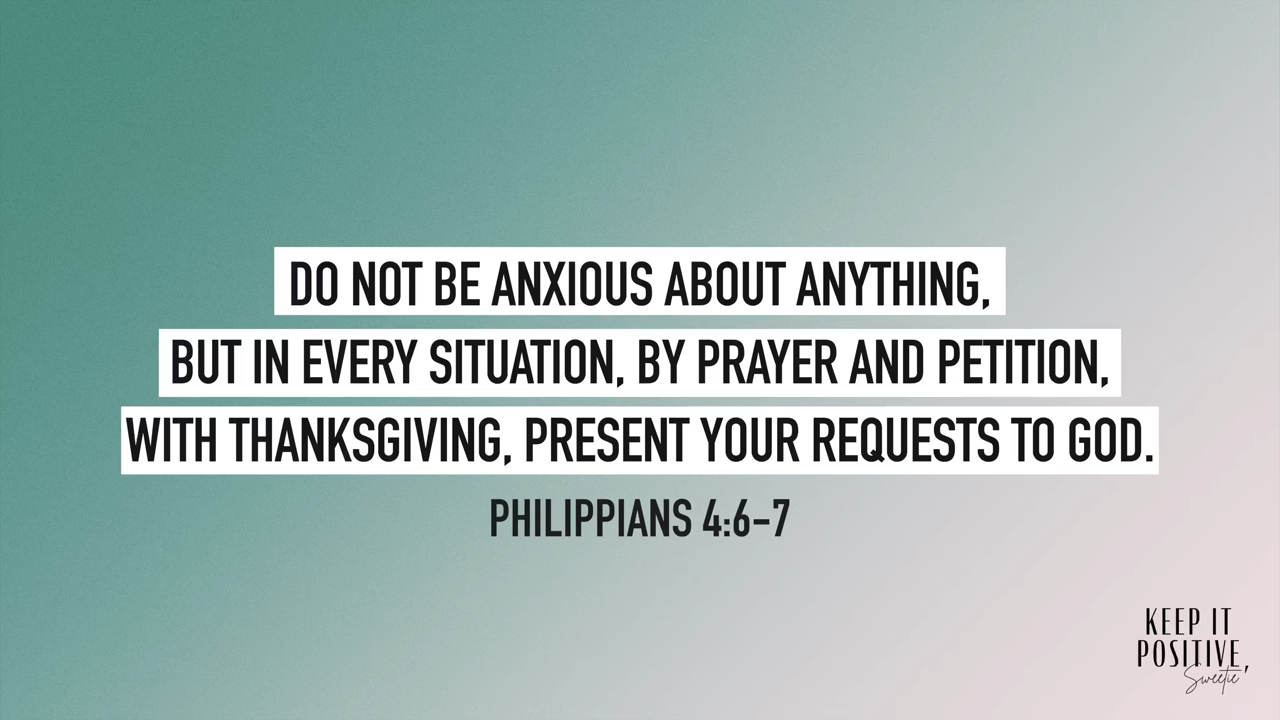 DO NOT BE ANXIOUS ABOUT ANYTHING,
BUT IN EVERY SITUATION, BY PRAYER AND PETITION,
WITH THANKSGIVING, PRESENT YOUR REQUESTS TO GOD.
PHILIPPIANS 4:6-7
KEEP IT
POSITIVE,
Sweetie'